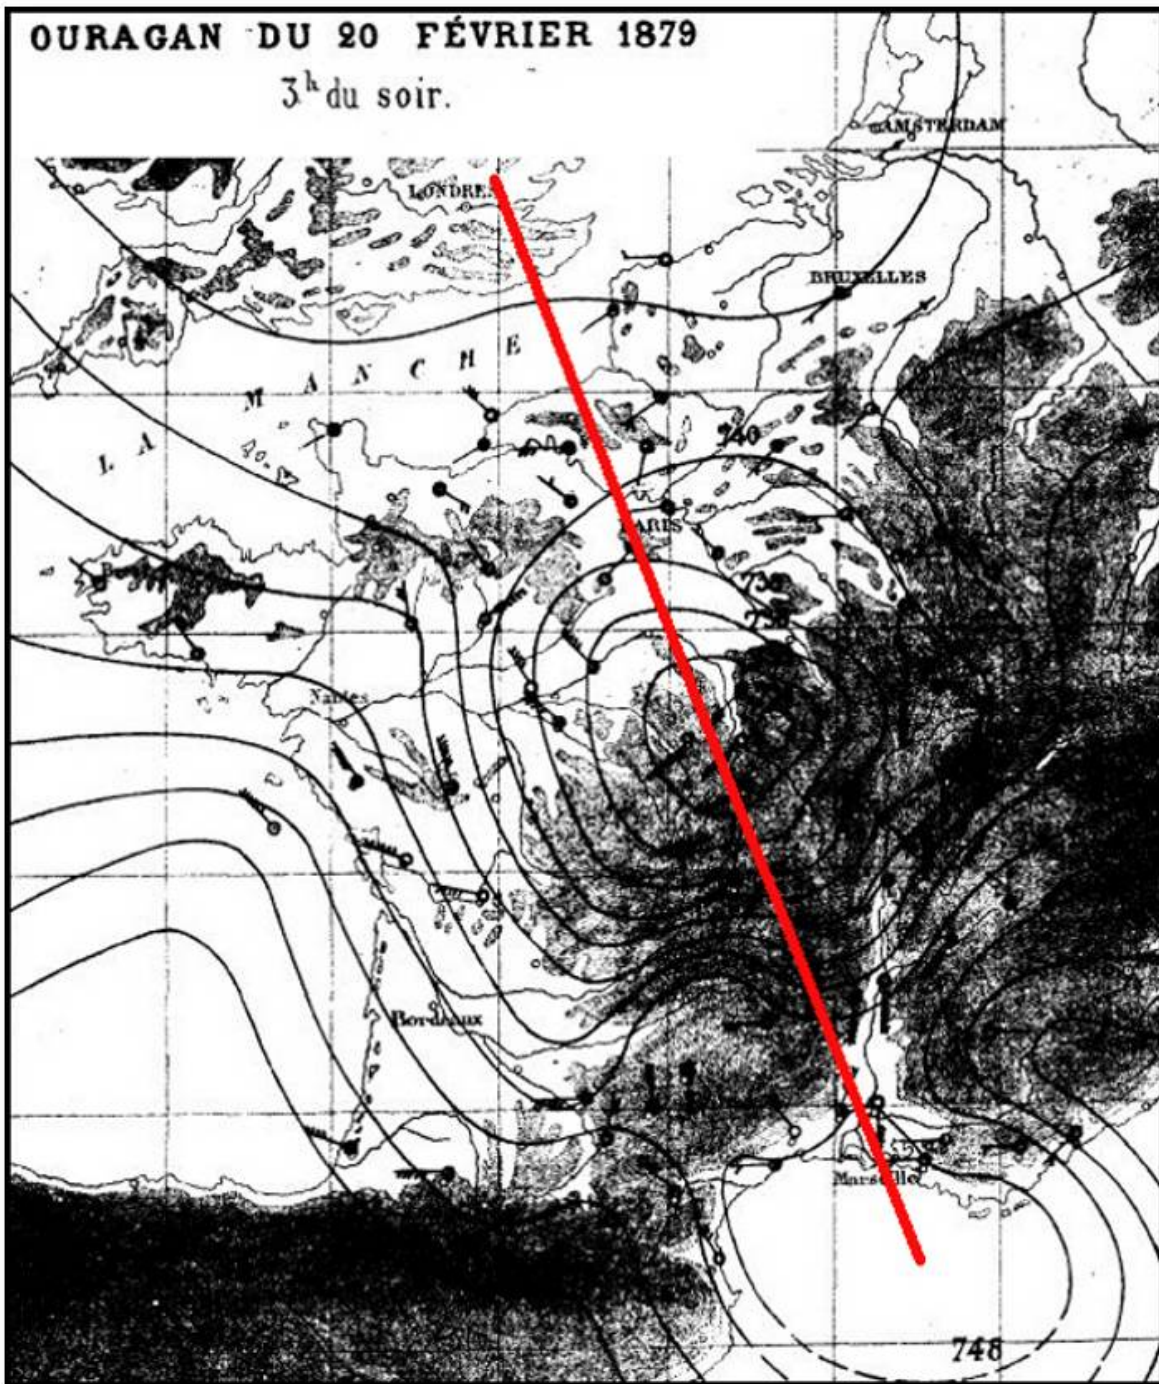 OURAGAN DU 20 FÉVRIER 1879
3h du soir.
AMSTERDAM
LONDRES
BRUXELLES
LA MANCHE
740
PARIS
Nantes
Bordeaux
Marseille
748